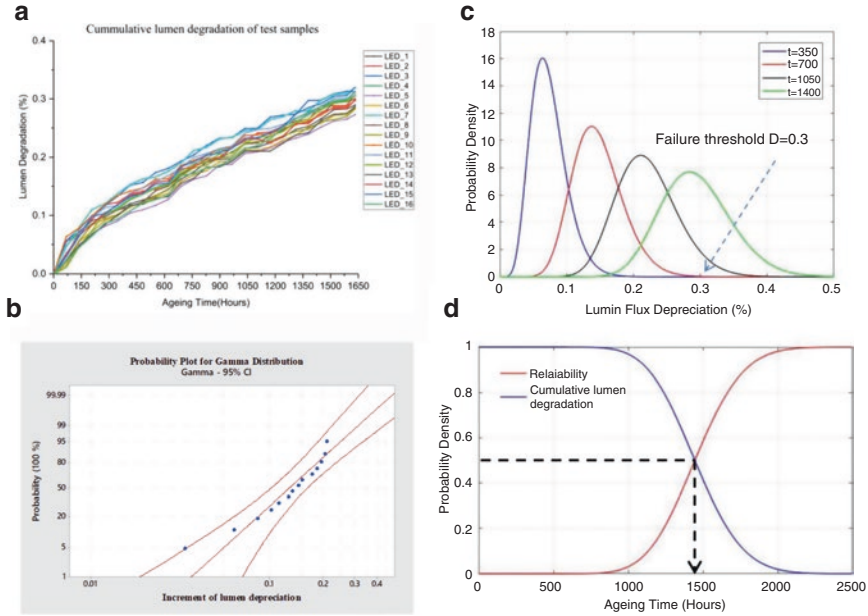 a
Cummulative lumen degradation of test samples
Lumen Degradation (%)
0.4
0.3
0.2
0.1
0.0
150 300 450 600 750 900 1050 1200 1350 1500 1650
Ageing Time(Hours)
LED_1
LED_2
LED_3
LED_4
LED_5
LED_6
LED_7
LED_8
LED_9
LED_10
LED_11
LED_12
LED_13
LED_14
LED_15
LED_16
c
Probability Density
18
16
14
12
10
8
6
4
2
0
0 0.1 0.2 0.3 0.4 0.5
Lumin Flux Depreciation (%)
t=350
t=700
t=1050
t=1400
Failure threshold D=0.3
b
Probability Plot for Gamma Distribution
Gamma - 95% CI
Probability (100 %)
99.99
99
95
80
50
20
5
1
0.01 0.1 0.2 0.3 0.4
Increment of lumen depreciation
d
Probability Density
1
0.8
0.6
0.4
0.2
0
0 500 1000 1500 2000 2500
Ageing Time (Hours)
Relaiability
Cumulative lumen
degradation